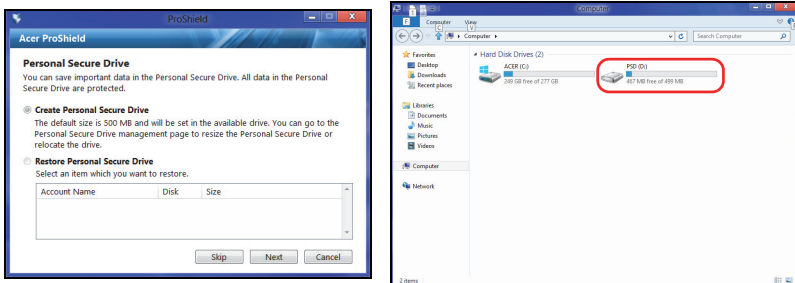 ProShield
Acer ProShield
Personal Secure Drive
You can save important data in the Personal Secure Drive. All data in the Personal
Secure Drive are protected.
Create Personal Secure Drive
The default size is 500 MB and will be set in the available drive. You can go to the
Personal Secure Drive management page to resize the Personal Secure Drive or
relocate the drive.
Restore Personal Secure Drive
Select an item which you want to restore.
Account Name Disk Size
Skip Next Cancel
Computer
F Computer View
C V
Computer
Search Computer
Favorites
Desktop
Downloads
Recent places
Libraries
Documents
Music
Pictures
Videos
Computer
Network
Hard Disk Drives (2)
ACER (C:)
249 GB free of 277 GB
PSD (D:)
467 MB free of 499 MB
2 items